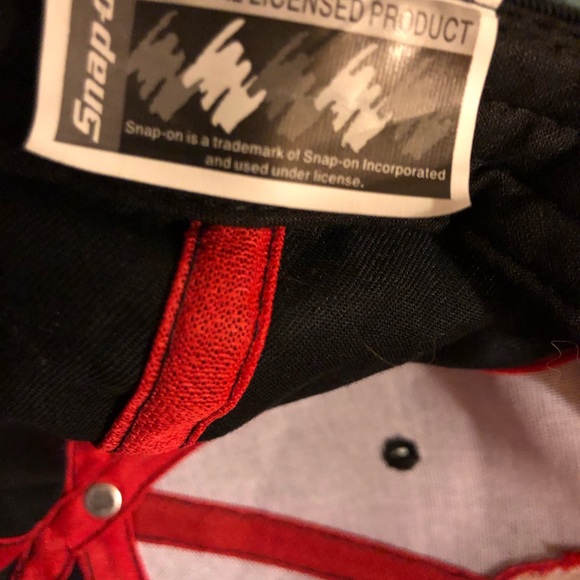 LICENSED PRODUCT
Snap-on
Snap-on is a trademark of Snap-on Incorporated
and used under license.